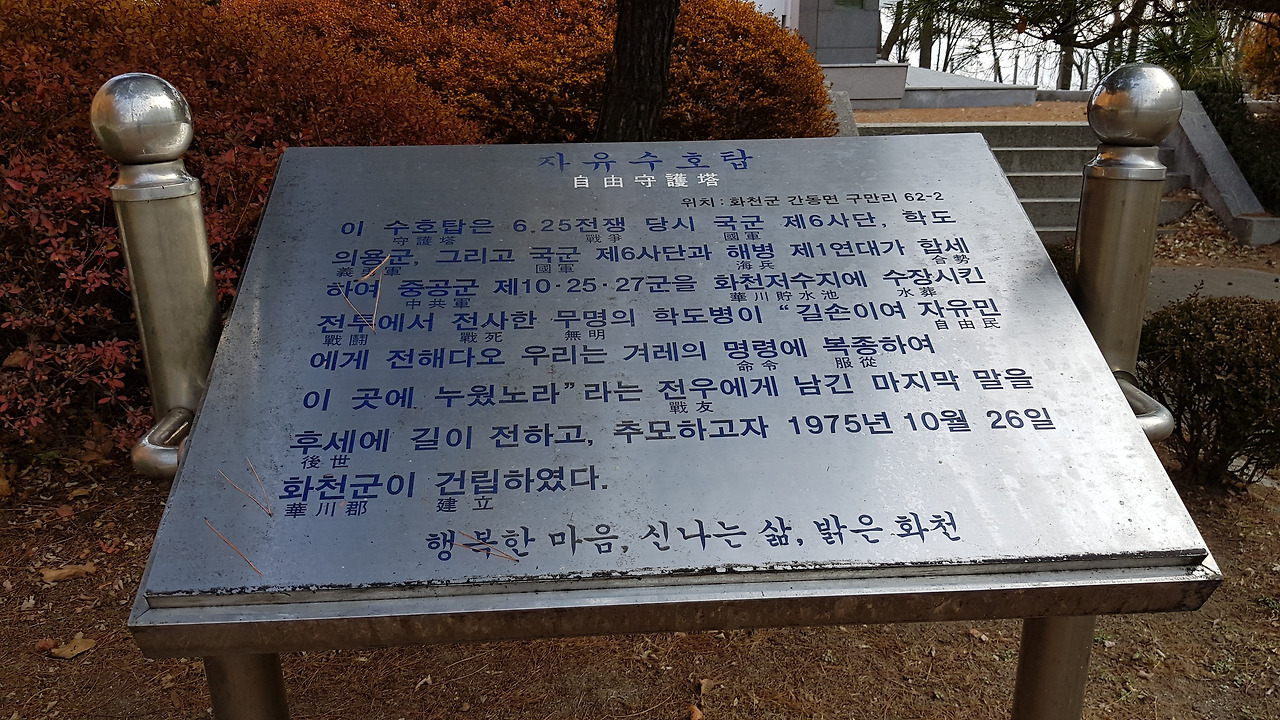 자유수호탑
自由守護塔
위치 : 화천군 간동면 구만리 62-2
이 수호탑은 6.25전쟁 당시 국군 제6사단, 학도
守護塔 戰爭 國軍
의용군, 그리고 국군 제6사단과 해병 제1연대가 합세
義勇軍 國軍 海兵 合勢
하여 중공군 제10·25·27군을 화천저수지에 수장시킨
中共軍 華川貯水池 水葬
전투에서 전사한 무명의 학도병이 “길손이여 자유민
戰鬪 戰死 無明 自由民
에게 전해다오 우리는 겨레의 명령에 복종하여
命令 服從
이 곳에 누웠노라”라는 전우에게 남긴 마지막 말을
戰友
후세에 길이 전하고, 추모하고자 1975년 10월 26일
後世
화천군이 건립하였다.
華川郡 建立
행복한 마음, 신나는 삶, 밝은 화천